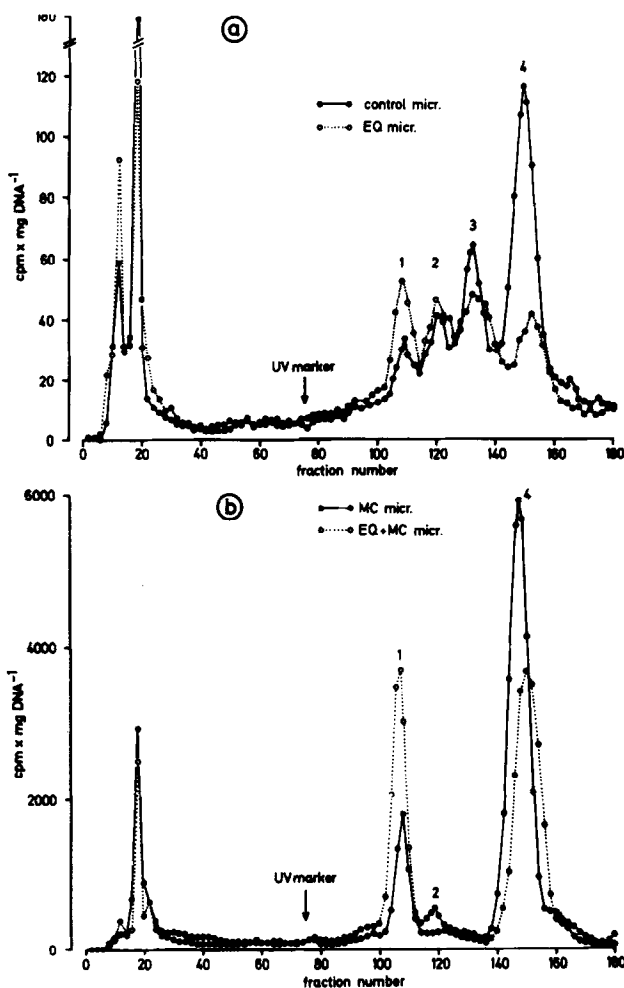 a
180
120
100
80
60
40
20
0
cpm x mg DNA⁻¹
control micr.
EQ micr.
1
2
3
4
UV marker
0 20 40 60 80 100 120 140 160 180
fraction number
b
6000
4000
2000
0
cpm x mg DNA⁻¹
MC micr.
EQ+MC micr.
1
2
4
UV marker
0 20 40 60 80 100 120 140 160 180
fraction number